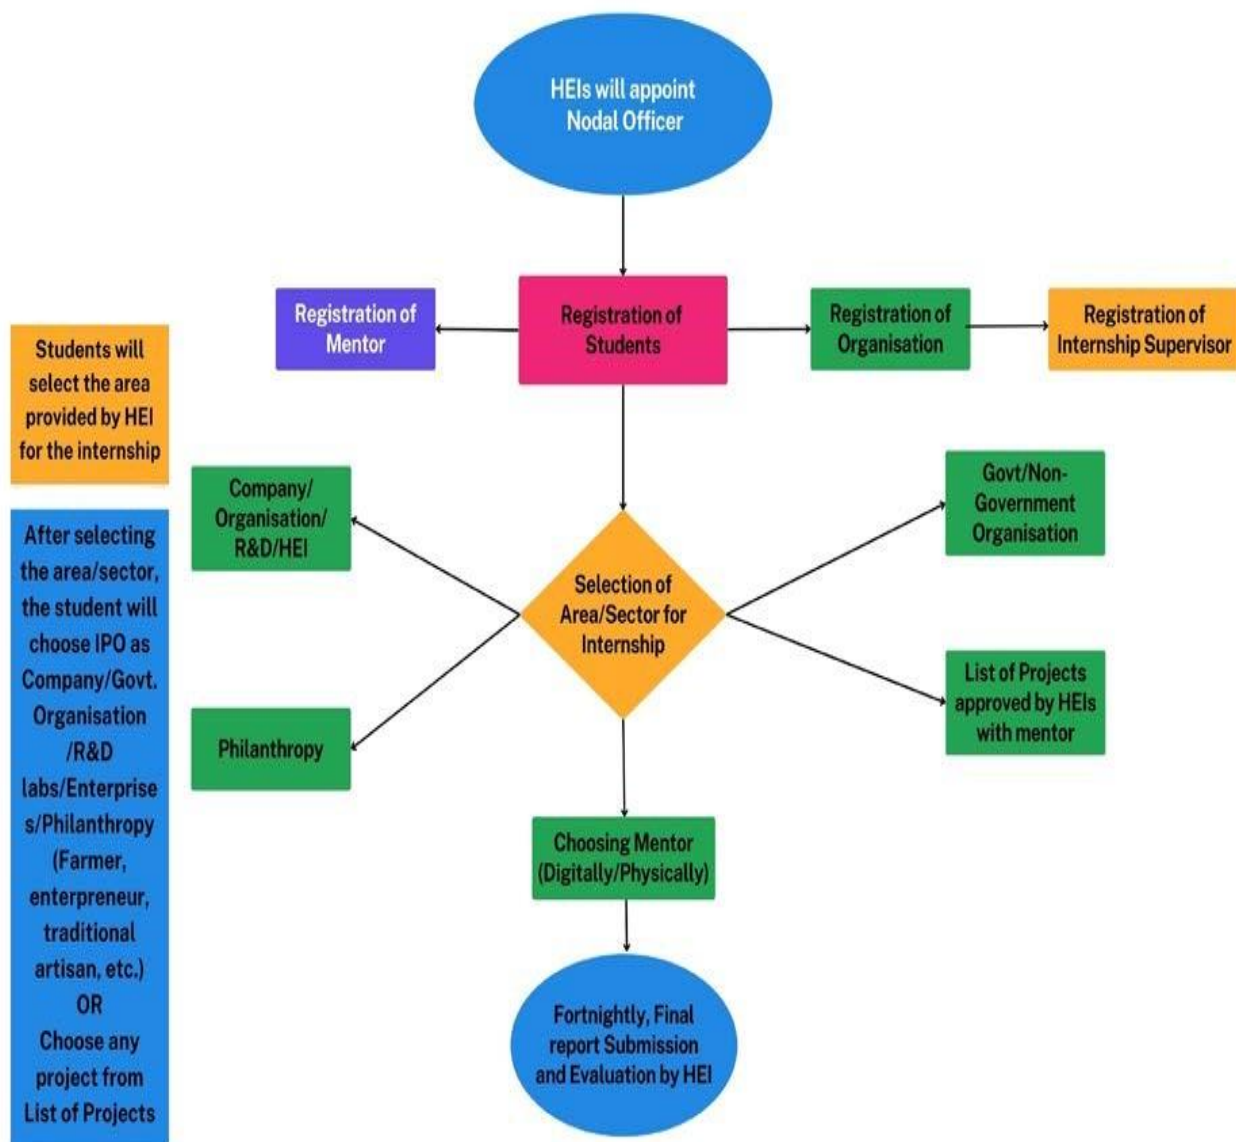 HEIs will appoint
Nodal Officer
Registration of
Mentor
Registration of
Students
Registration of
Organisation
Registration of
Internship Supervisor
Students will
select the area
provided by HEI
for the internship
Company/
Organisation/
R&D/HEI
Govt/Non-
Government
Organisation
After selecting
the area/sector,
the student will
choose IPO as
Company/Govt.
Organisation
/R&D
labs/Enterprise
s/Philanthropy
(Farmer,
enterpreneur,
traditional
artisan, etc.)
OR
Choose any
project from
List of Projects
Selection of
Area/Sector for
Internship
Philanthropy
List of Projects
approved by HEIs
with mentor
Choosing Mentor
(Digitally/Physically)
Fortnightly, Final
report Submission
and Evaluation by HEI